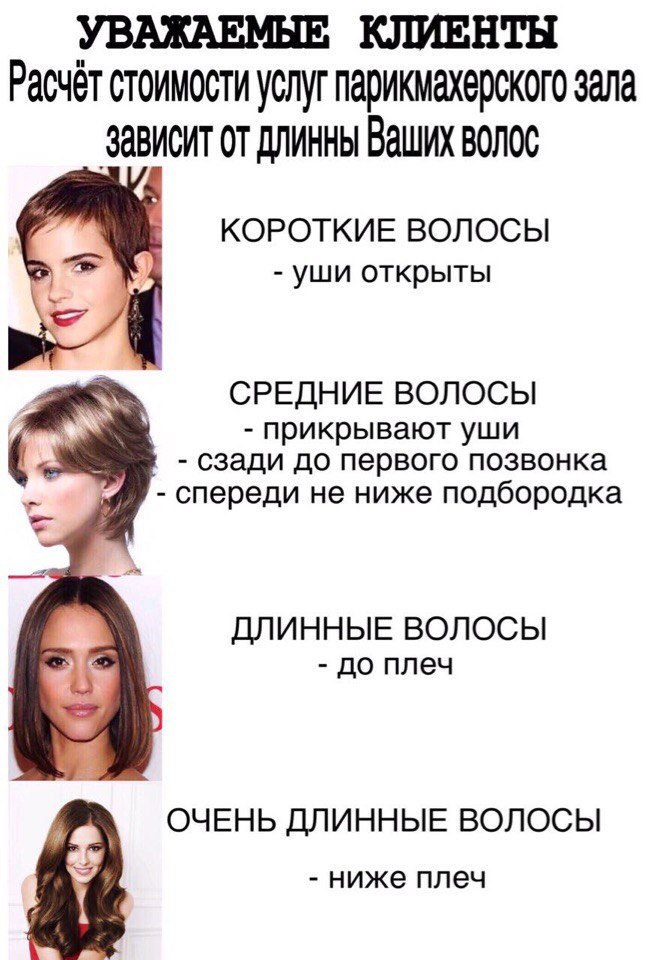 УВАЖАЕМЫЕ КЛИЕНТЫ
Расчёт стоимости услуг парикмахерского зала
зависит от длинны Ваших волос
КОРОТКИЕ ВОЛОСЫ
- уши открыты
СРЕДНИЕ ВОЛОСЫ
- прикрывают уши
- сзади до первого позвонка
- спереди не ниже подбородка
ДЛИННЫЕ ВОЛОСЫ
- до плеч
ОЧЕНЬ ДЛИННЫЕ ВОЛОСЫ
- ниже плеч